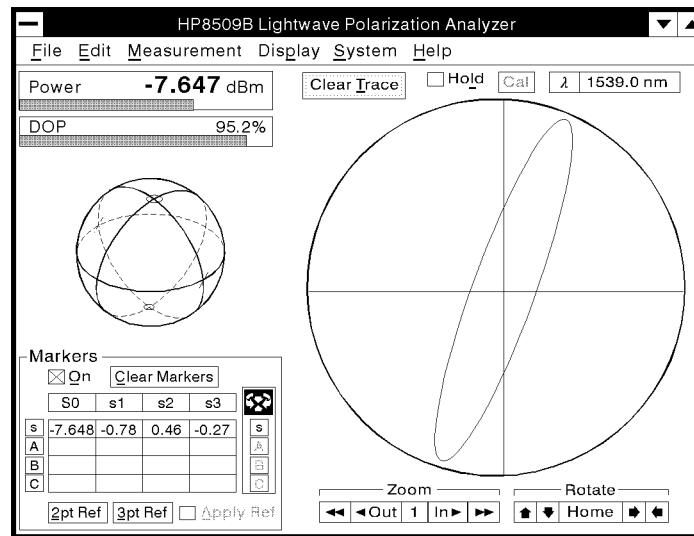 HP8509B Lightwave Polarization Analyzer
File Edit Measurement Display System Help
Power -7.647 dBm
DOP 95.2%
Clear Trace Hold Cal λ 1539.0 nm
Markers
On Clear Markers
S0 s1 s2 s3
s -7.648 -0.78 0.46 -0.27 s
A A
B B
C C
2pt Ref 3pt Ref Apply Ref
Zoom
Out 1 In
Rotate
Home